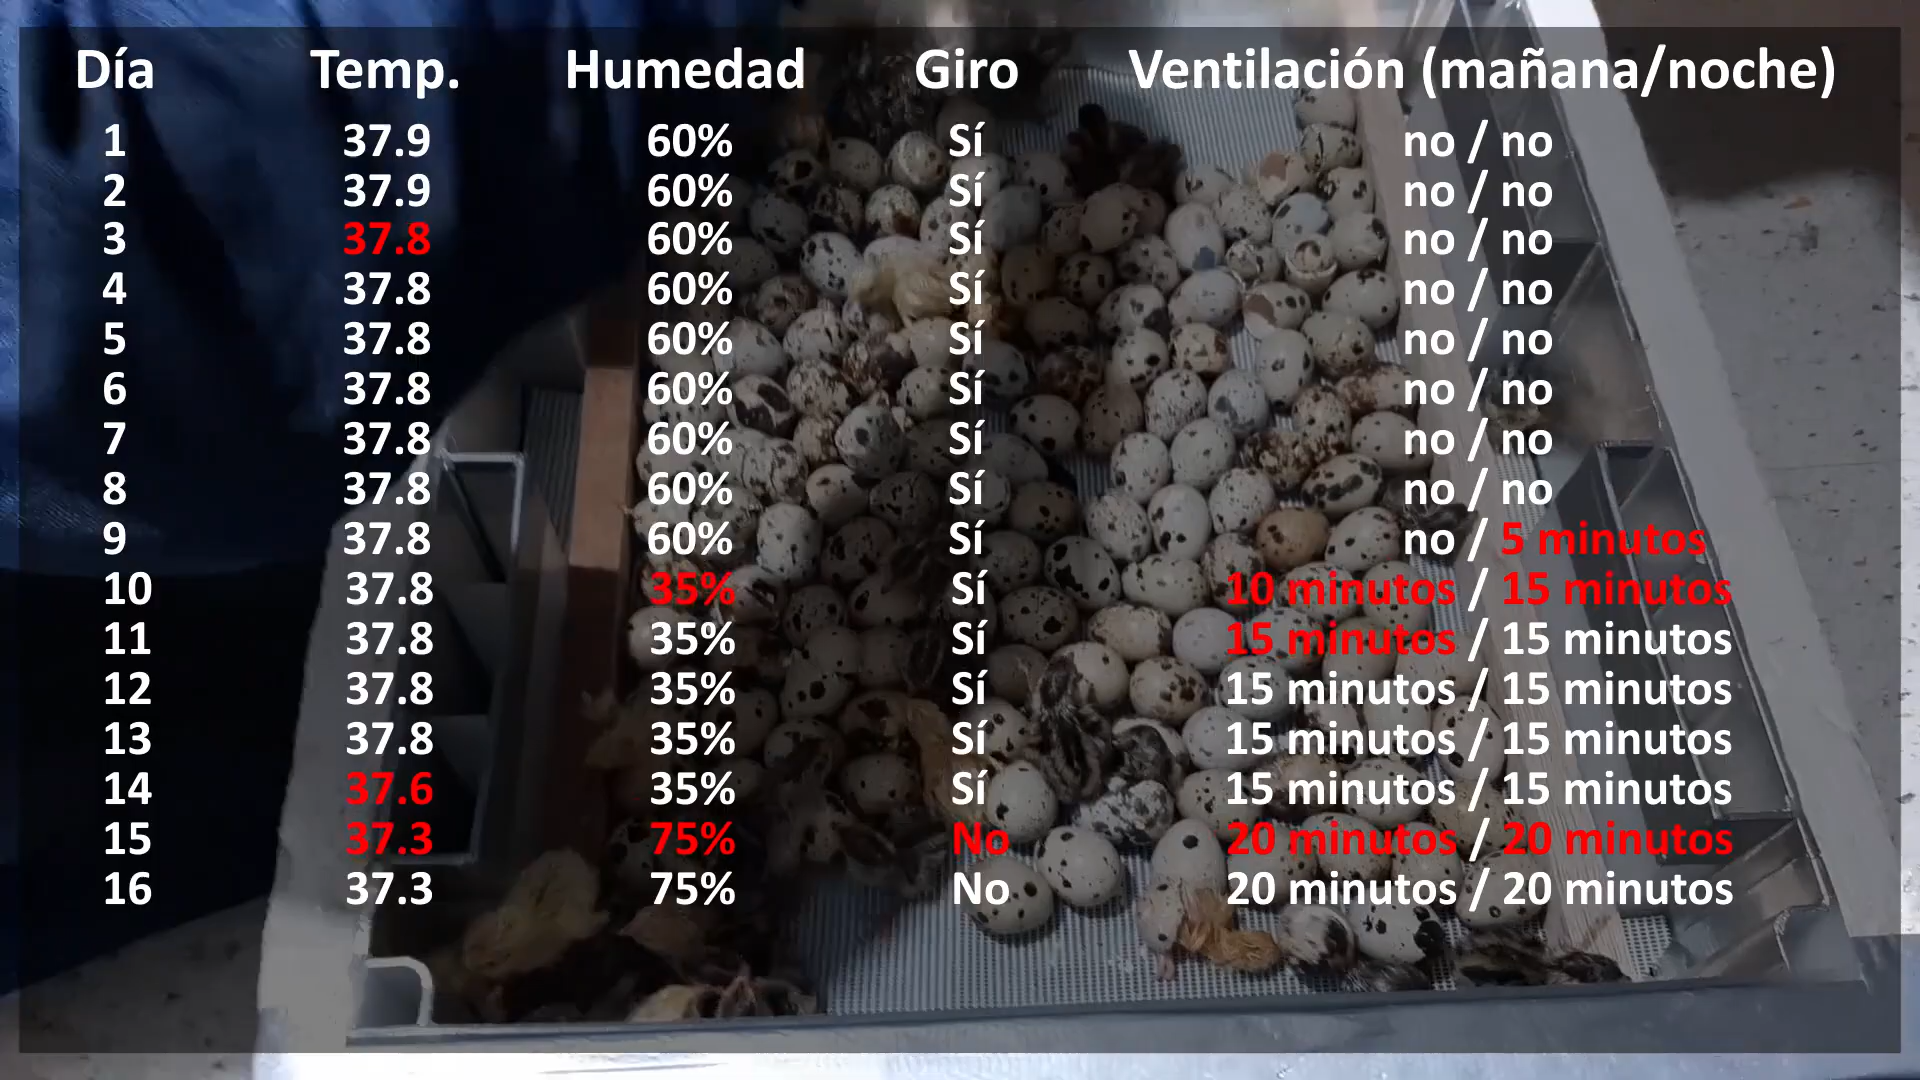 Día Temp. Humedad Giro Ventilación (mañana/noche)
1 37.9 60% Sí no / no
2 37.9 60% Sí no / no
3 37.8 60% Sí no / no
4 37.8 60% Sí no / no
5 37.8 60% Sí no / no
6 37.8 60% Sí no / no
7 37.8 60% Sí no / no
8 37.8 60% Sí no / no
9 37.8 60% Sí no / 5 minutos
10 37.8 35% Sí 10 minutos / 15 minutos
11 37.8 35% Sí 15 minutos / 15 minutos
12 37.8 35% Sí 15 minutos / 15 minutos
13 37.8 35% Sí 15 minutos / 15 minutos
14 37.6 35% Sí 15 minutos / 15 minutos
15 37.3 75% No 20 minutos / 20 minutos
16 37.3 75% No 20 minutos / 20 minutos